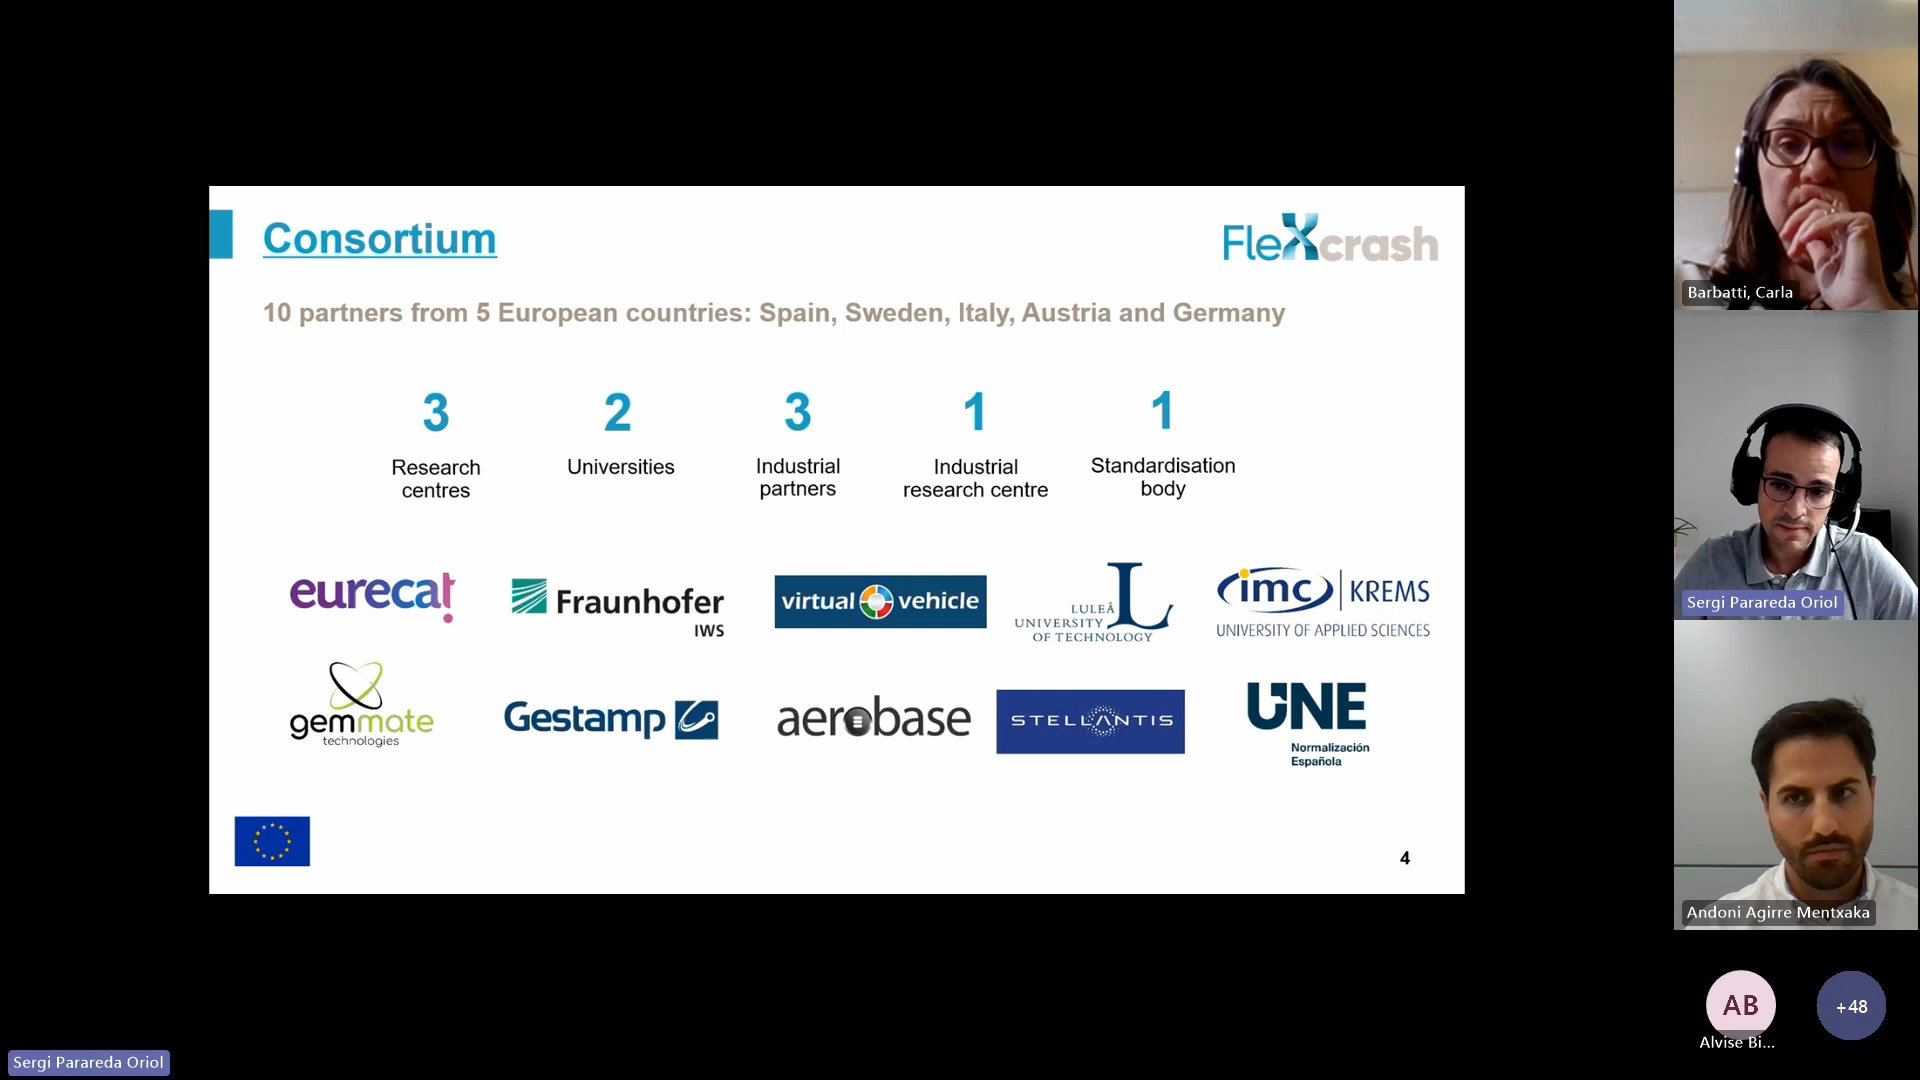 Consortium
FleXcrash
10 partners from 5 European countries: Spain, Sweden, Italy, Austria and Germany
3
2
3
1
1
Research
centres
Universities
Industrial
partners
Industrial
research centre
Standardisation
body
eurecat
Fraunhofer
IWS
virtual vehicle
LULEÅ
UNIVERSITY
OF TECHNOLOGY
L
imc KREMS
UNIVERSITY OF APPLIED SCIENCES
gemmate
technologies
Gestamp
aerobase
STELLANTIS
UNE
Normalización
Española
4
Barbatti, Carla
Sergi Parareda Oriol
Andoni Agirre Mentxaka
AB
Alvise Bi...
+48
Sergi Parareda Oriol